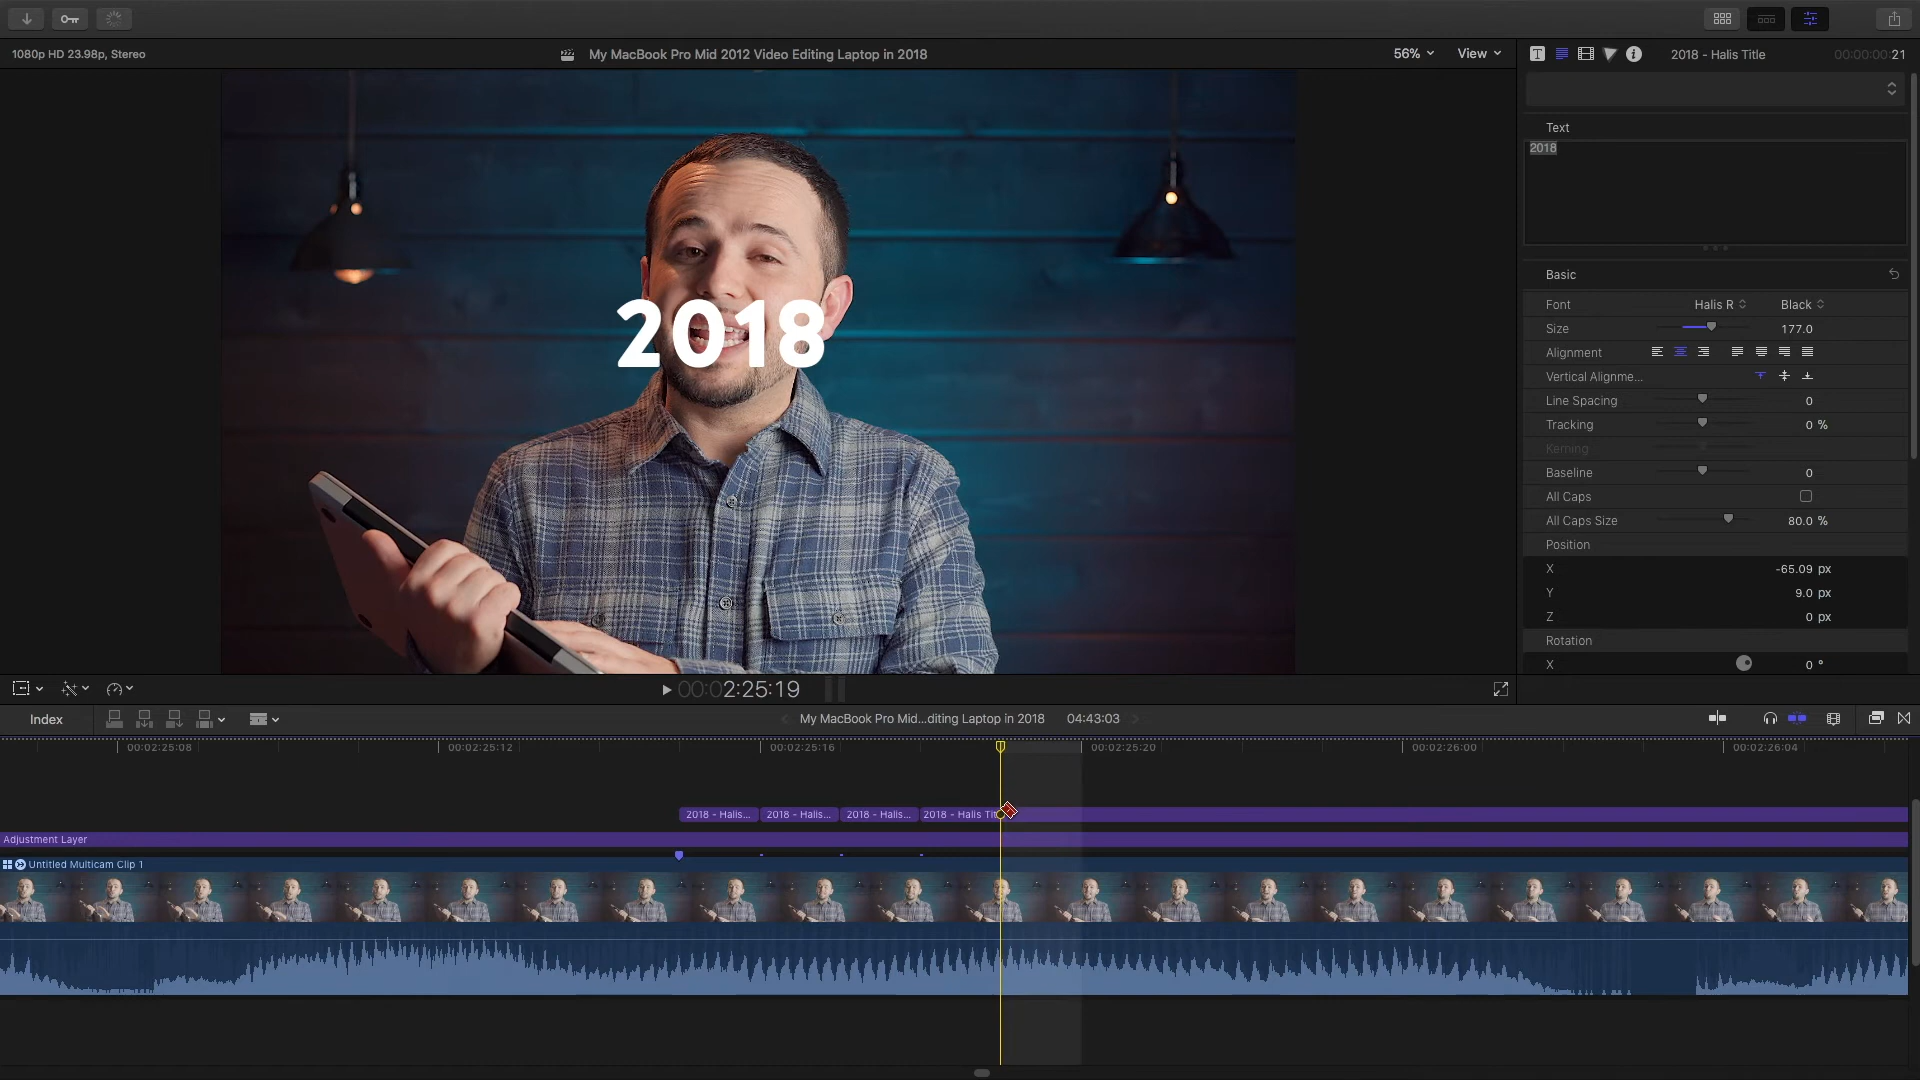 1080p HD 23.98p, Stereo
My MacBook Pro Mid 2012 Video Editing Laptop in 2018
56%
View
2018 - Halis Title
00:00:00:21
Text
2018
Basic
Font
Halis R
Black
Size
177.0
Alignment
Vertical Alignme...
Line Spacing
0
Tracking
0 %
Kerning
Baseline
0
All Caps
All Caps Size
80.0 %
Position
X
-65.09 px
Y
9.0 px
Z
0 px
Rotation
X
0 °
2018
00:02:25:19
Index
My MacBook Pro Mid...diting Laptop in 2018
04:43:03
00:02:25:08
00:02:25:12
00:02:25:16
00:02:25:20
00:02:26:00
00:02:26:04
2018 - Halis...
2018 - Halis...
2018 - Halis...
2018 - Halis
Adjustment Layer
Untitled Multicam Clip 1